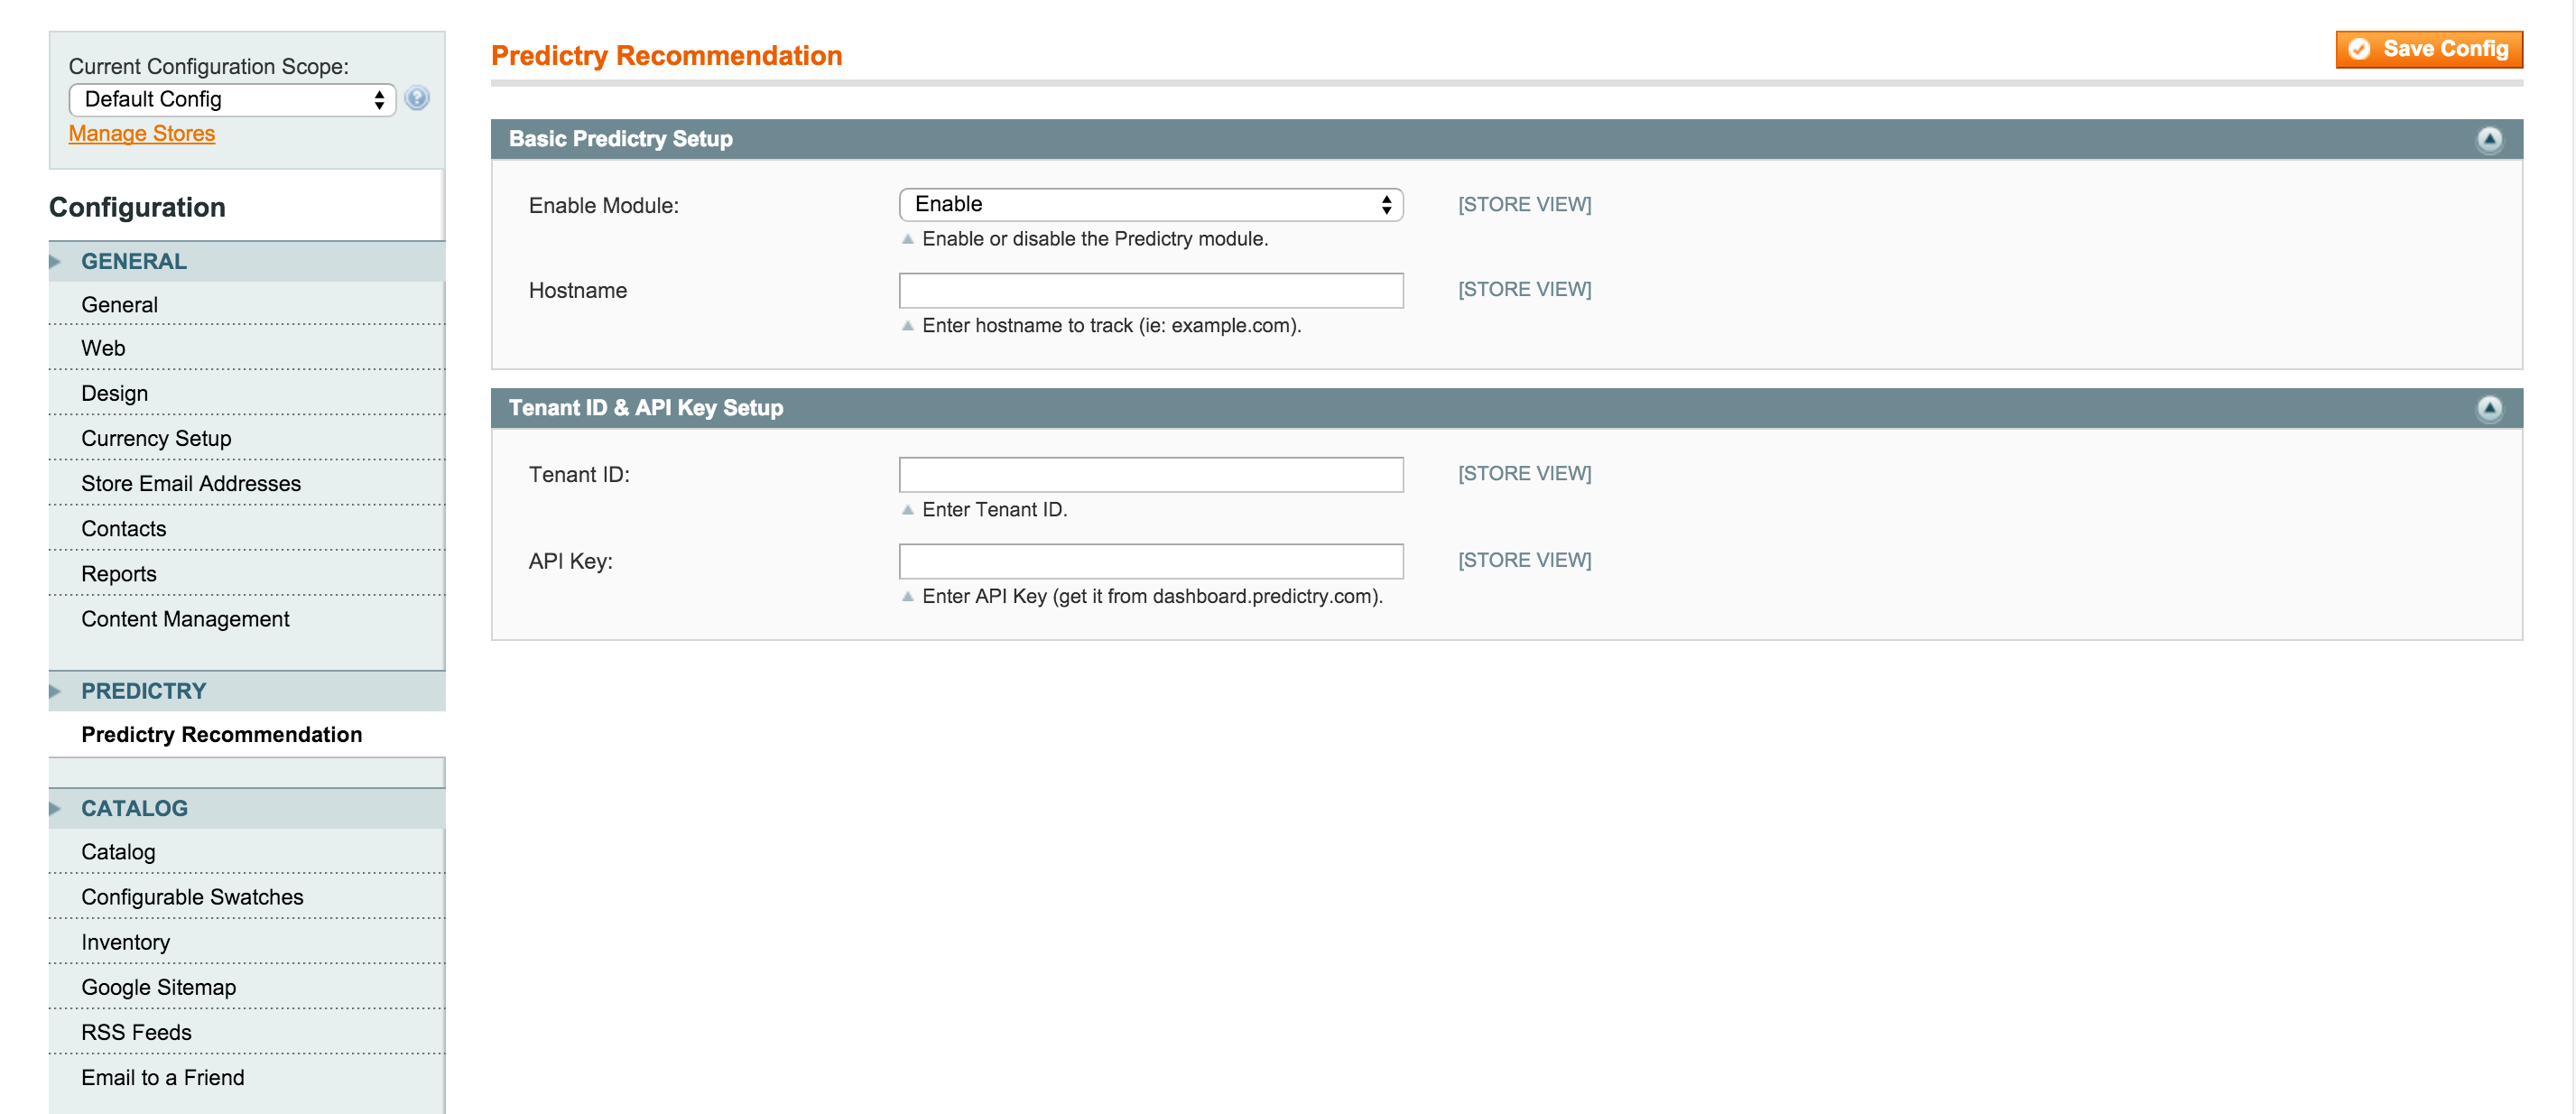 Current Configuration Scope:
Default Config
Manage Stores
Configuration
GENERAL
General
Web
Design
Currency Setup
Store Email Addresses
Contacts
Reports
Content Management
PREDICTRY
Predictry Recommendation
CATALOG
Catalog
Configurable Swatches
Inventory
Google Sitemap
RSS Feeds
Email to a Friend
Predictry Recommendation
Save Config
Basic Predictry Setup
Enable Module: Enable [STORE VIEW]
Enable or disable the Predictry module.
Hostname [STORE VIEW]
Enter hostname to track (ie: example.com).
Tenant ID & API Key Setup
Tenant ID: [STORE VIEW]
Enter Tenant ID.
API Key: [STORE VIEW]
Enter API Key (get it from dashboard.predictry.com).